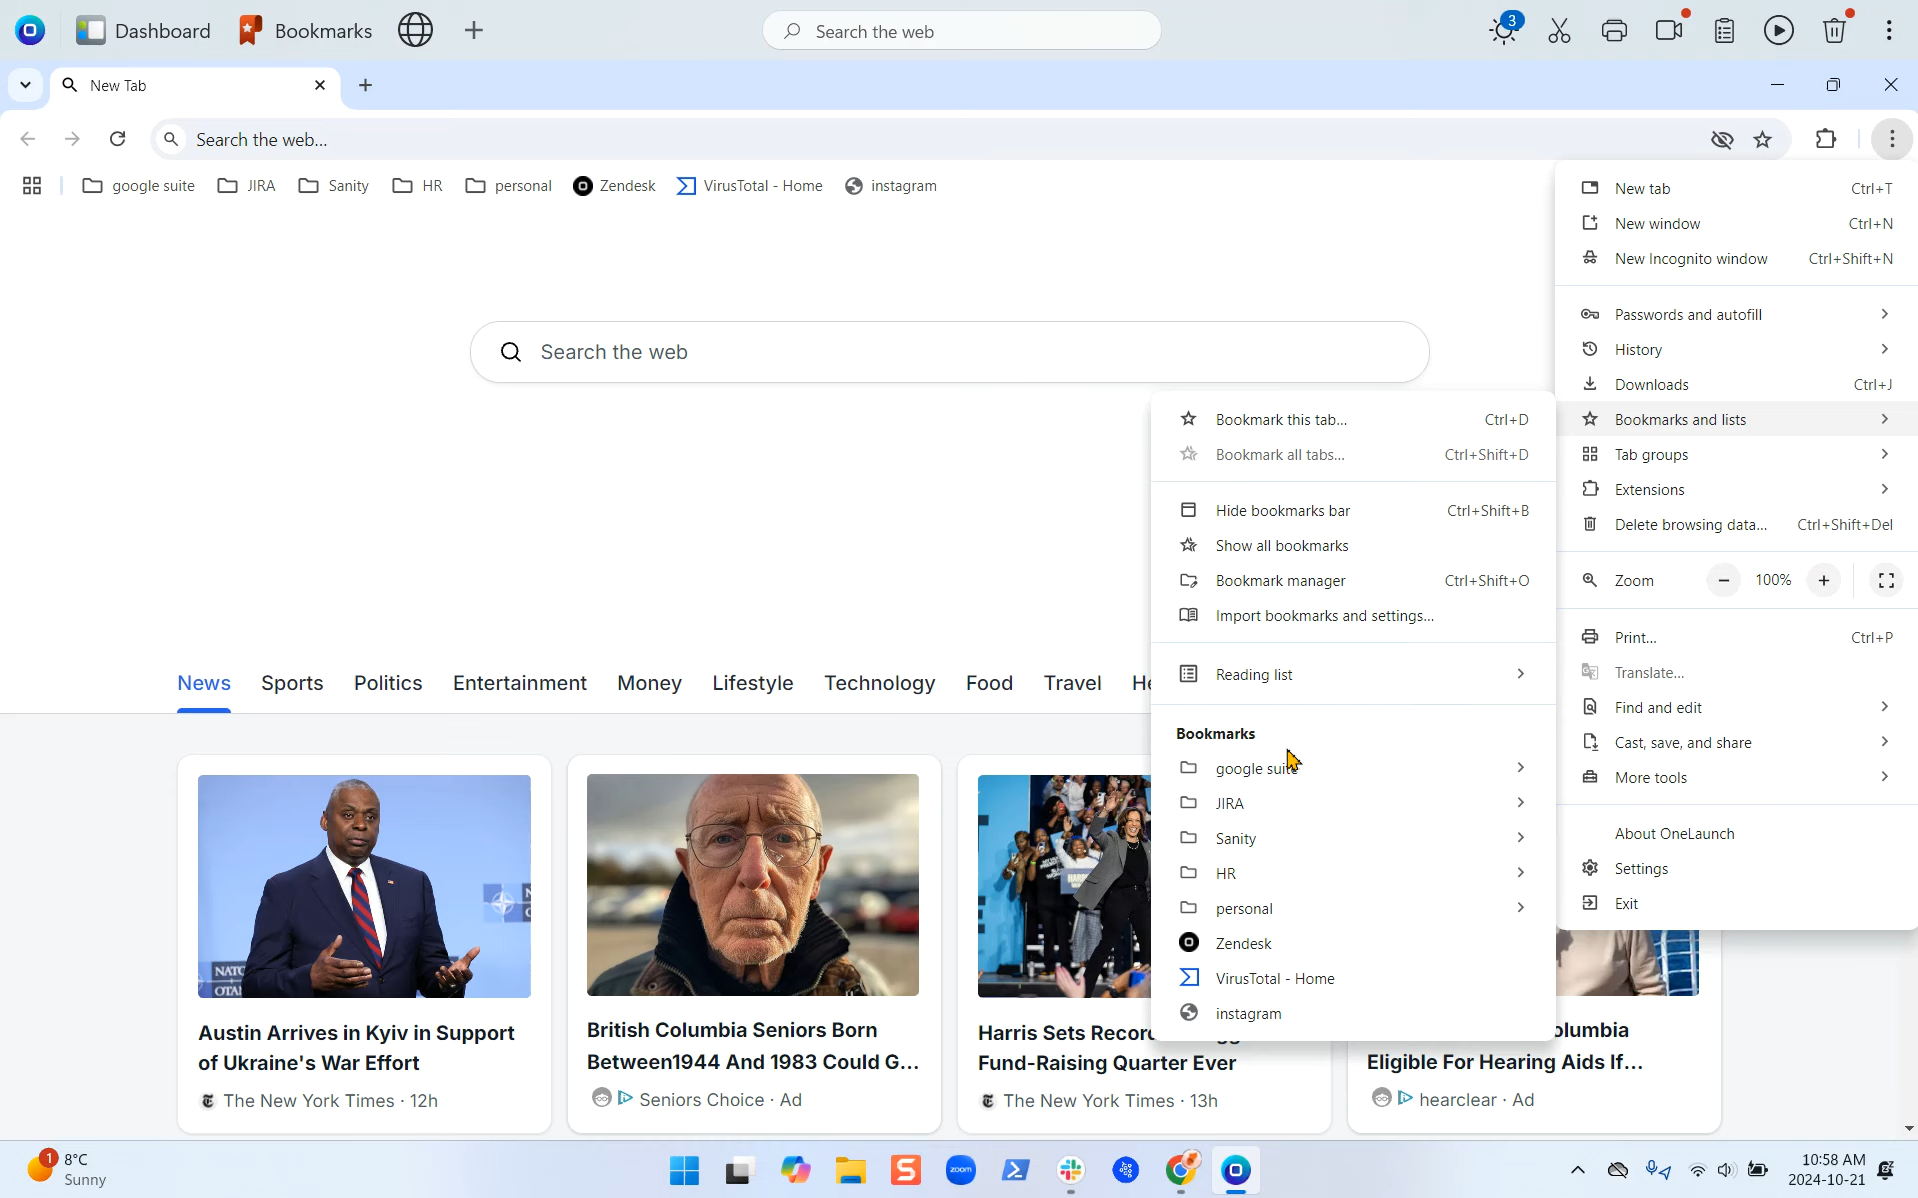 Dashboard
Bookmarks
Search the web
3
New Tab
Search the web...
google suite
JIRA
Sanity
HR
personal
Zendesk
VirusTotal - Home
instagram
Search the web
New tab Ctrl+T
New window Ctrl+N
New Incognito window Ctrl+Shift+N
Passwords and autofill
History
Downloads Ctrl+J
Bookmarks and lists
Tab groups
Extensions
Delete browsing data... Ctrl+Shift+Del
Zoom 100%
Print... Ctrl+P
Translate...
Find and edit
Cast, save, and share
More tools
About OneLaunch
Settings
Exit
Bookmark this tab... Ctrl+D
Bookmark all tabs... Ctrl+Shift+D
Hide bookmarks bar Ctrl+Shift+B
Show all bookmarks
Bookmark manager Ctrl+Shift+O
Import bookmarks and settings...
Reading list
Bookmarks
google suite
JIRA
Sanity
HR
personal
Zendesk
VirusTotal - Home
instagram
News Sports Politics Entertainment Money Lifestyle Technology Food Travel
NATO
OTAN
Austin Arrives in Kyiv in Support
of Ukraine's War Effort
The New York Times · 12h
British Columbia Seniors Born
Between1944 And 1983 Could G...
Seniors Choice · Ad
Harris Sets
Fund-Raising Quarter Ever
The New York Times · 13h
Eligible For Hearing Aids If...
hearclear · Ad
1
8°C
Sunny
zoom
10:58 AM
2024-10-21